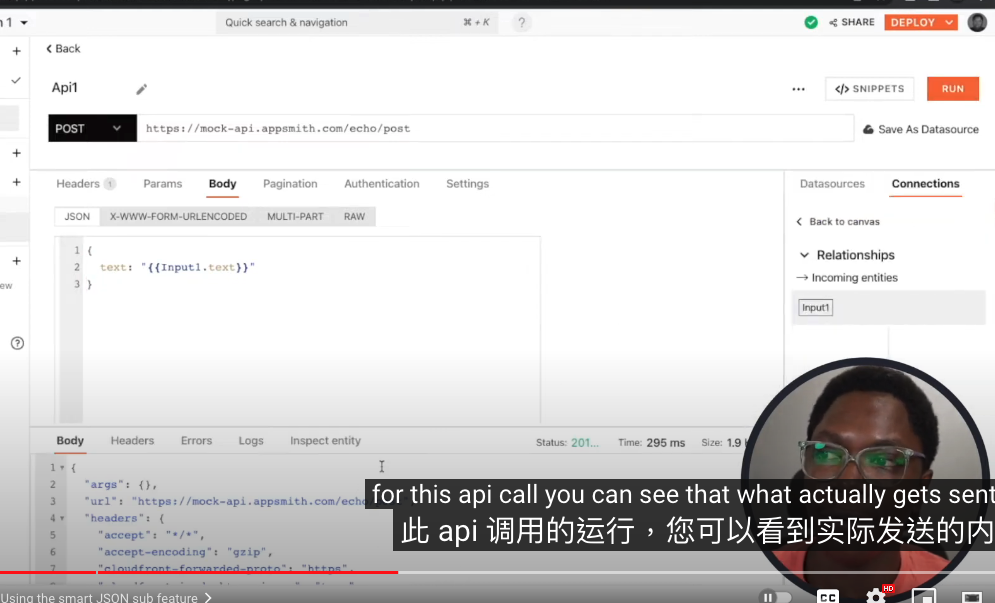 n 1
Quick search & navigation
⌘ + K
?
SHARE
DEPLOY
Back
Api1
</> SNIPPETS
RUN
POST
https://mock-api.appsmith.com/echo/post
Save As Datasource
Headers 1
Params
Body
Pagination
Authentication
Settings
Datasources
Connections
JSON
X-WWW-FORM-URLENCODED
MULTI-PART
RAW
Back to canvas
1 {
2 text: "{{Input1.text}}"
3 }
Relationships
Incoming entities
Input1
ew
Body
Headers
Errors
Logs
Inspect entity
Status: 201...
Time: 295 ms
Size: 1.9
1 {
2 "args": {},
3 "url": "https://mock-api.appsmith.com/echo
4 "headers": {
5 "accept": "*/*",
6 "accept-encoding": "gzip",
7 "cloudfront-forwarded-proto": "https",
for this api call you can see that what actually gets sent
此 api 调用的运行，您可以看到实际发送的内
Using the smart JSON sub feature
CC
HD